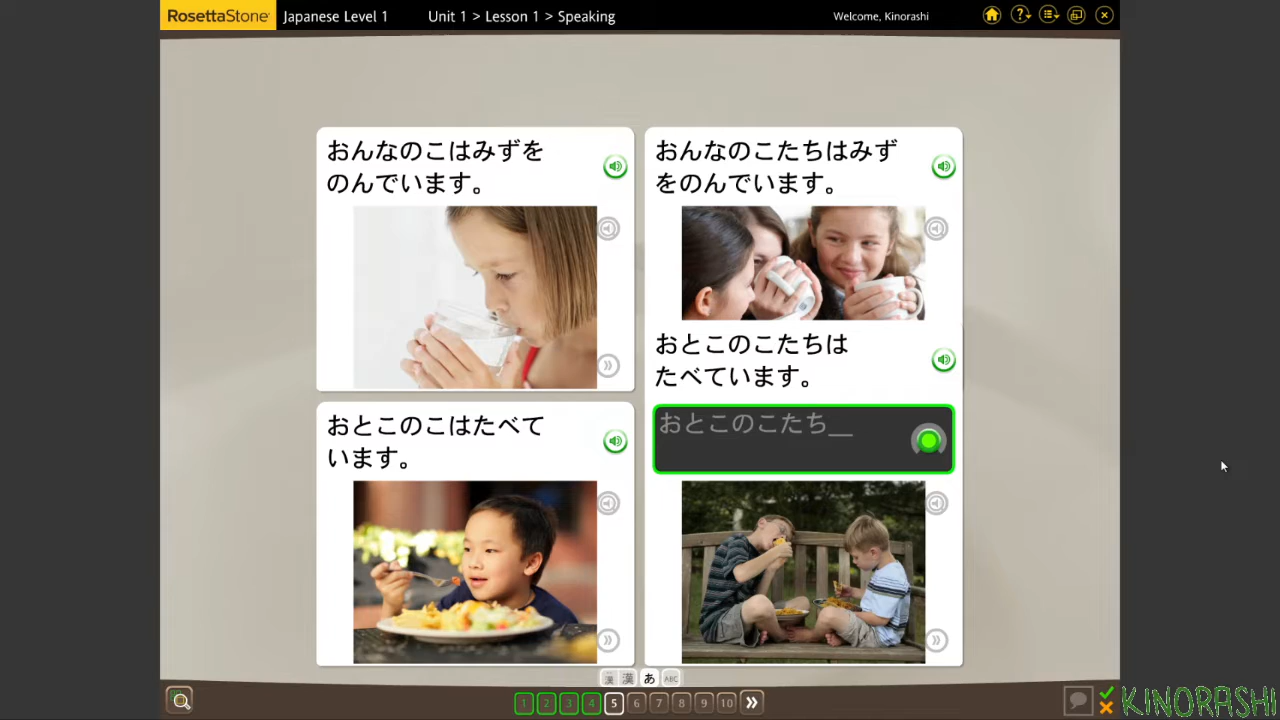 RosettaStone
Japanese Level 1
Unit 1 > Lesson 1 > Speaking
Welcome, Kinorashi
おんなのこはみずを
のんでいます。
おんなのこたちはみず
をのんでいます。
おとこのこたちは
たべています。
おとこのこはたべて
います。
おとこのこたち__
漢 漢 あ ABC
1 2 3 4 5 6 7 8 9 10
KINORASHI